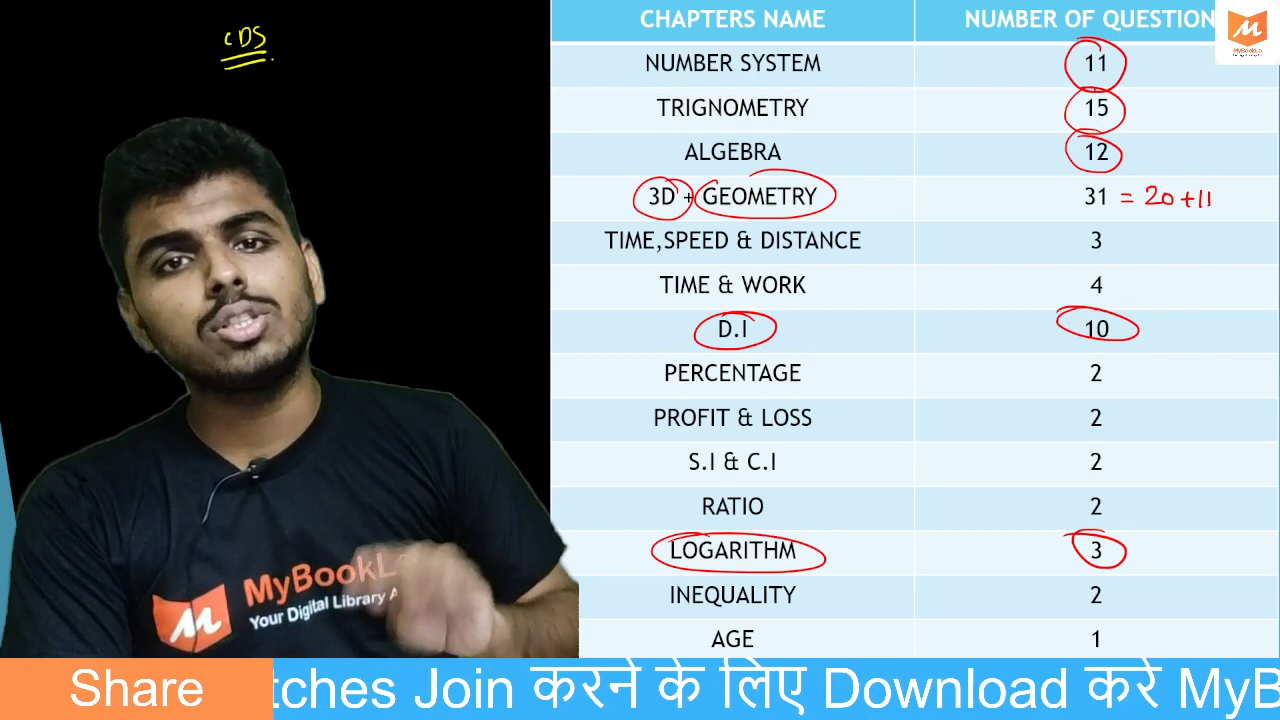 CDS
CHAPTERS NAME NUMBER OF QUESTION
MyBookLo
NUMBER SYSTEM 11
TRIGNOMETRY 15
ALGEBRA 12
3D + GEOMETRY 31 = 20+11
TIME,SPEED & DISTANCE 3
TIME & WORK 4
D.I 10
PERCENTAGE 2
PROFIT & LOSS 2
S.I & C.I 2
RATIO 2
LOGARITHM 3
INEQUALITY 2
AGE 1
MyBookL
Your Digital Library A
Share tches Join करने के लिए Download करे MyB